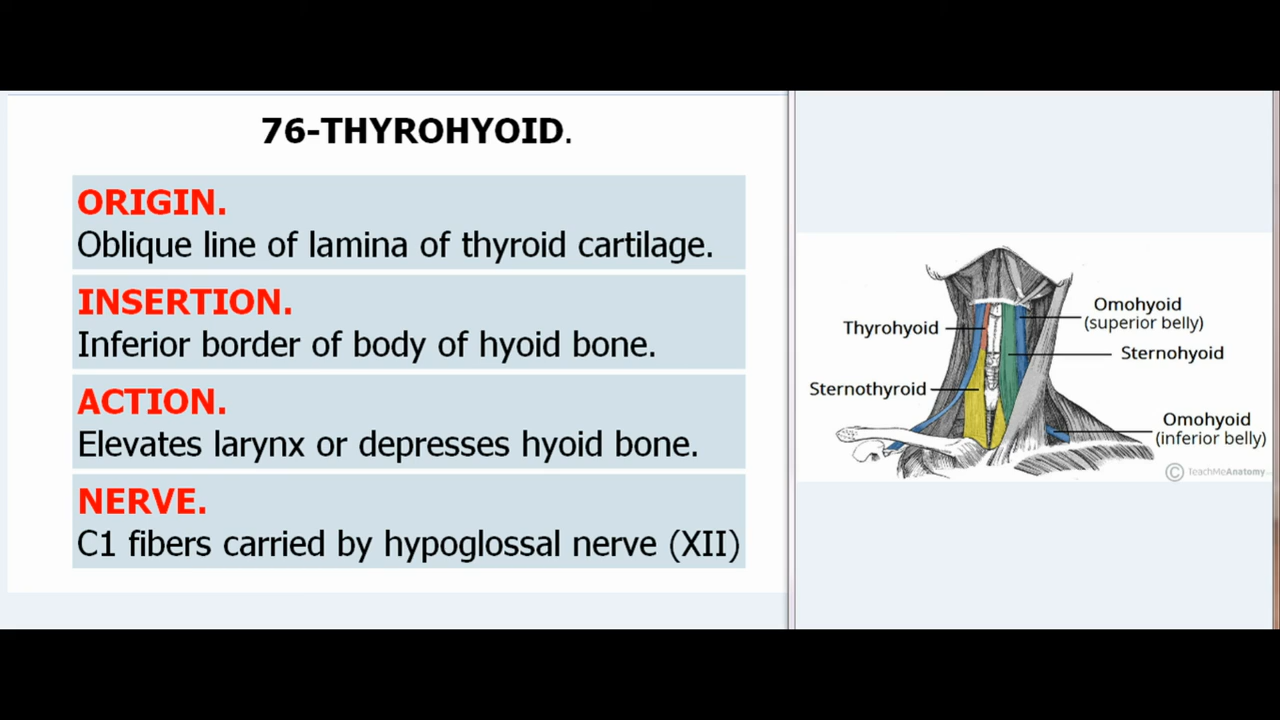 76-THYROHYOID.
ORIGIN.
Oblique line of lamina of thyroid cartilage.
INSERTION.
Inferior border of body of hyoid bone.
ACTION.
Elevates larynx or depresses hyoid bone.
NERVE.
C1 fibers carried by hypoglossal nerve (XII)
Omohyoid
(superior belly)
Thyrohyoid
Sternohyoid
Sternothyroid
Omohyoid
(inferior belly)
© TeachMeAnatomy